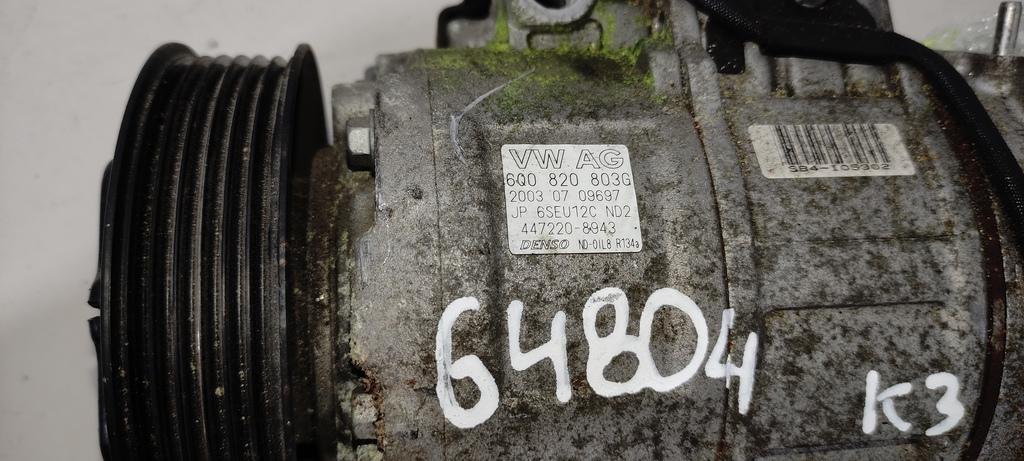 VW AG
6Q0 820 803G
2003 07 09697
JP 6SEU12C ND2
447220-8943
DENSO ND-OIL8 R134a
64804
K3